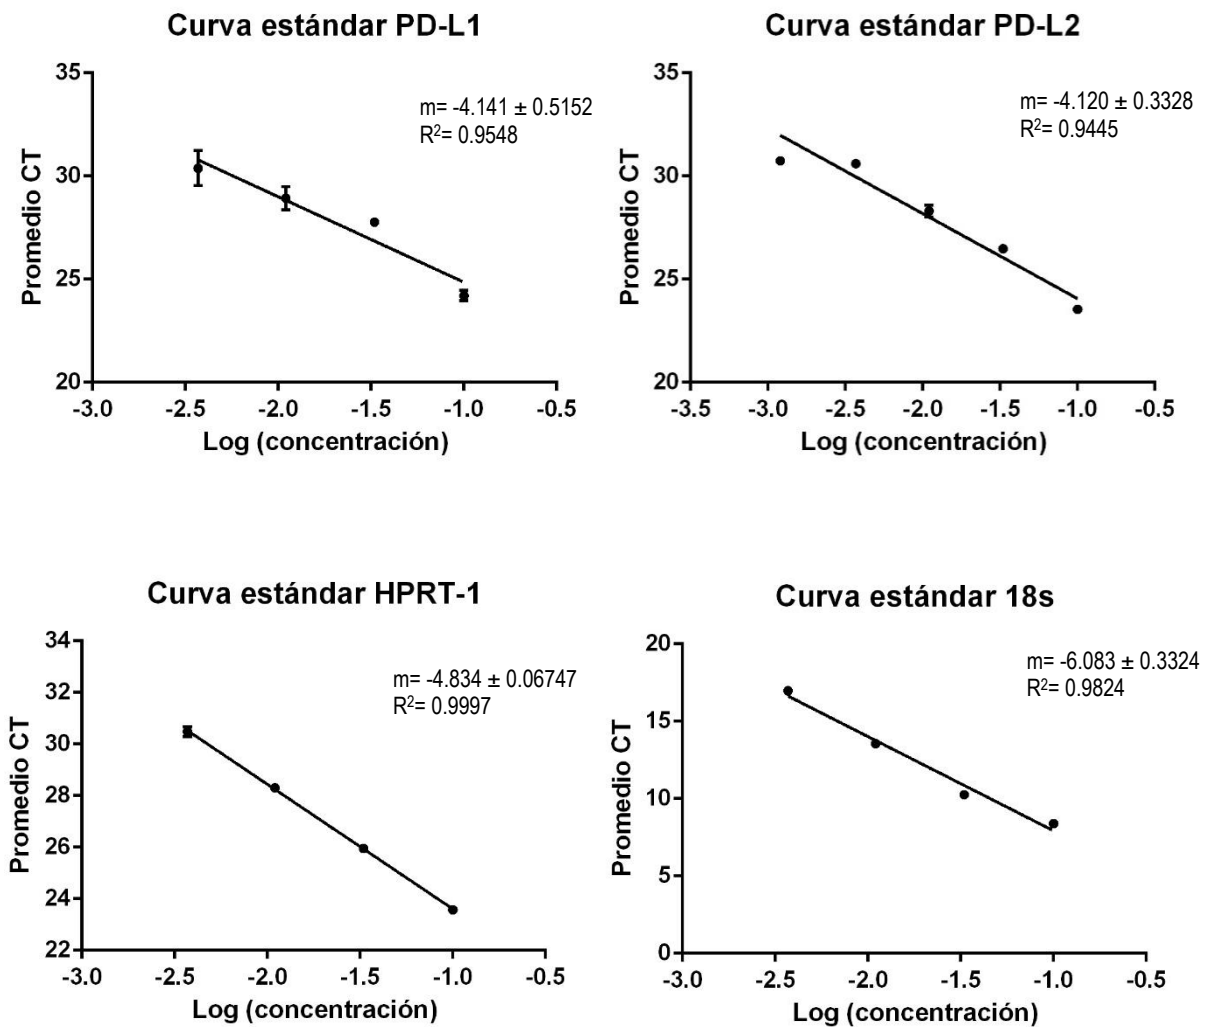 Curva estándar PD-L1
m= -4.141 ± 0.5152
R²= 0.9548
Promedio CT
35
30
25
20
-3.0 -2.5 -2.0 -1.5 -1.0 -0.5
Log (concentración)
Curva estándar PD-L2
m= -4.120 ± 0.3328
R²= 0.9445
Promedio CT
35
30
25
20
-3.5 -3.0 -2.5 -2.0 -1.5 -1.0 -0.5
Log (concentración)
Curva estándar HPRT-1
m= -4.834 ± 0.06747
R²= 0.9997
Promedio CT
34
32
30
28
26
24
22
-3.0 -2.5 -2.0 -1.5 -1.0 -0.5
Log (concentración)
Curva estándar 18s
m= -6.083 ± 0.3324
R²= 0.9824
Promedio CT
20
15
10
5
0
-3.0 -2.5 -2.0 -1.5 -1.0 -0.5
Log (concentración)